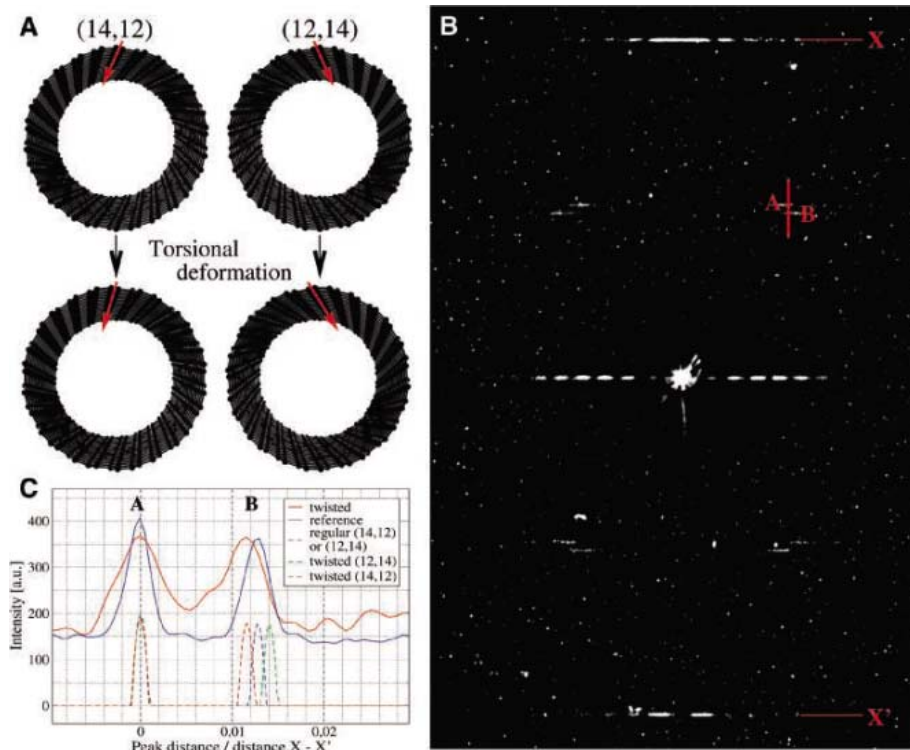 A
(14,12)
(12,14)
Torsional
deformation
B
X
A
B
X'
C
A
B
twisted
reference
regular (14,12)
or (12,14)
twisted (12,14)
twisted (14,12)
Intensity [a.u.]
400
300
200
100
0
0
0.01
0.02
Peak distance / distance X - X'